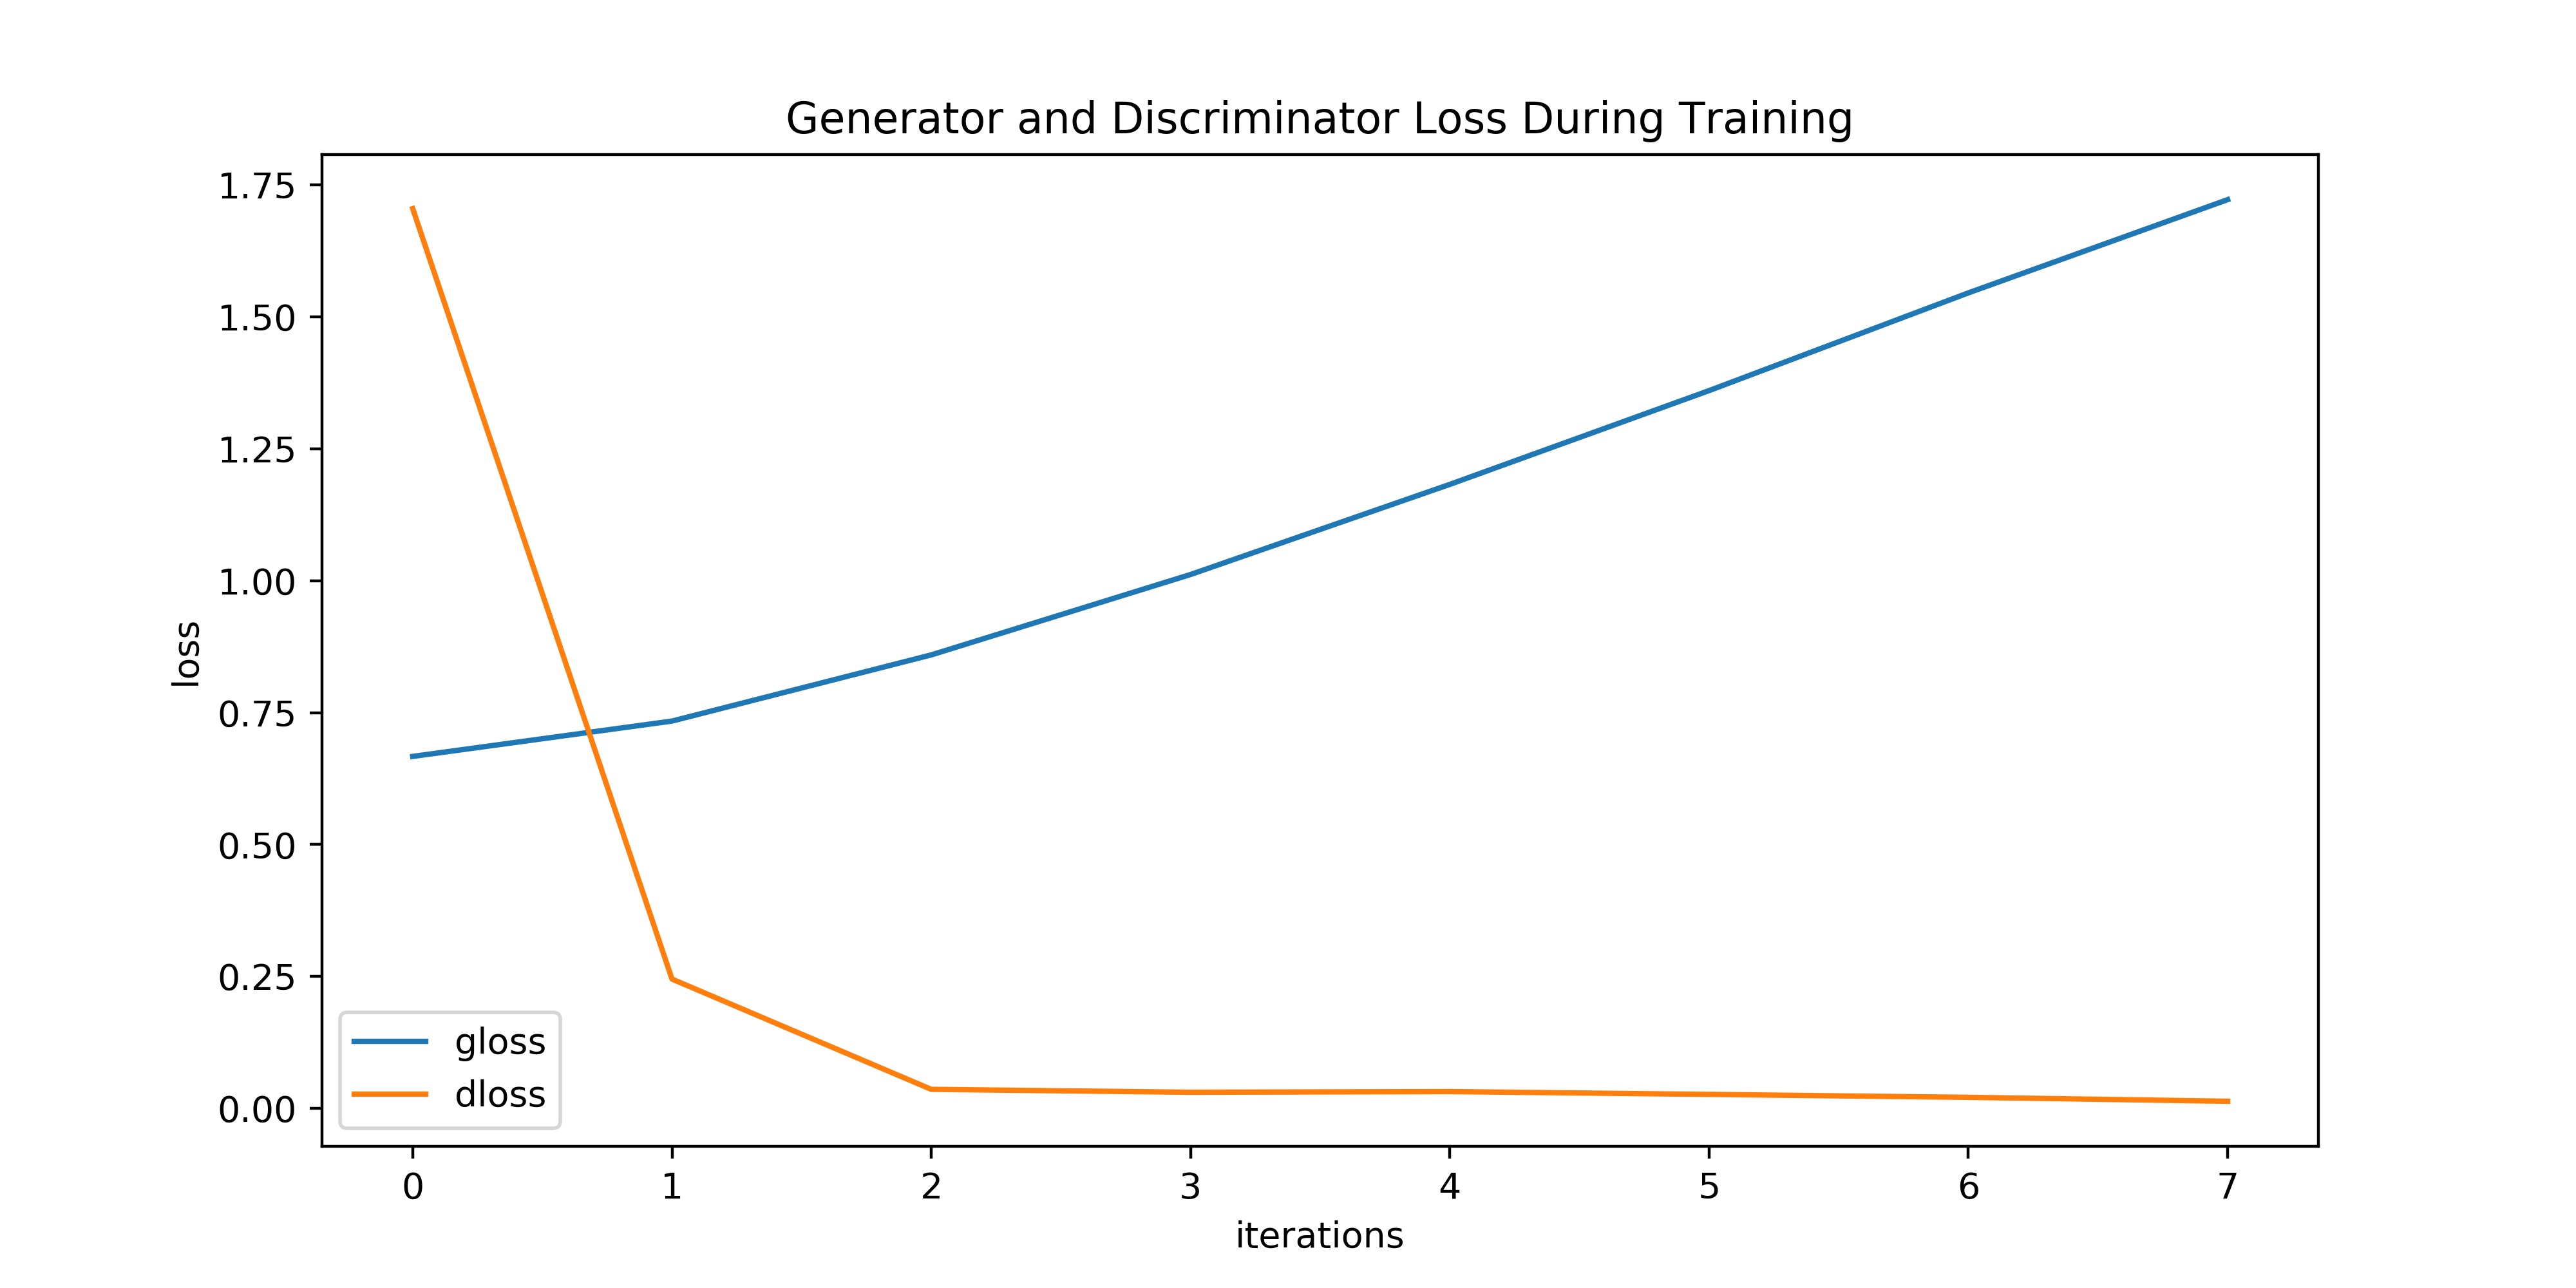 Generator and Discriminator Loss During Training
1.75
1.50
1.25
1.00
0.75
0.50
0.25
0.00
loss
gloss
dloss
0 1 2 3 4 5 6 7
iterations